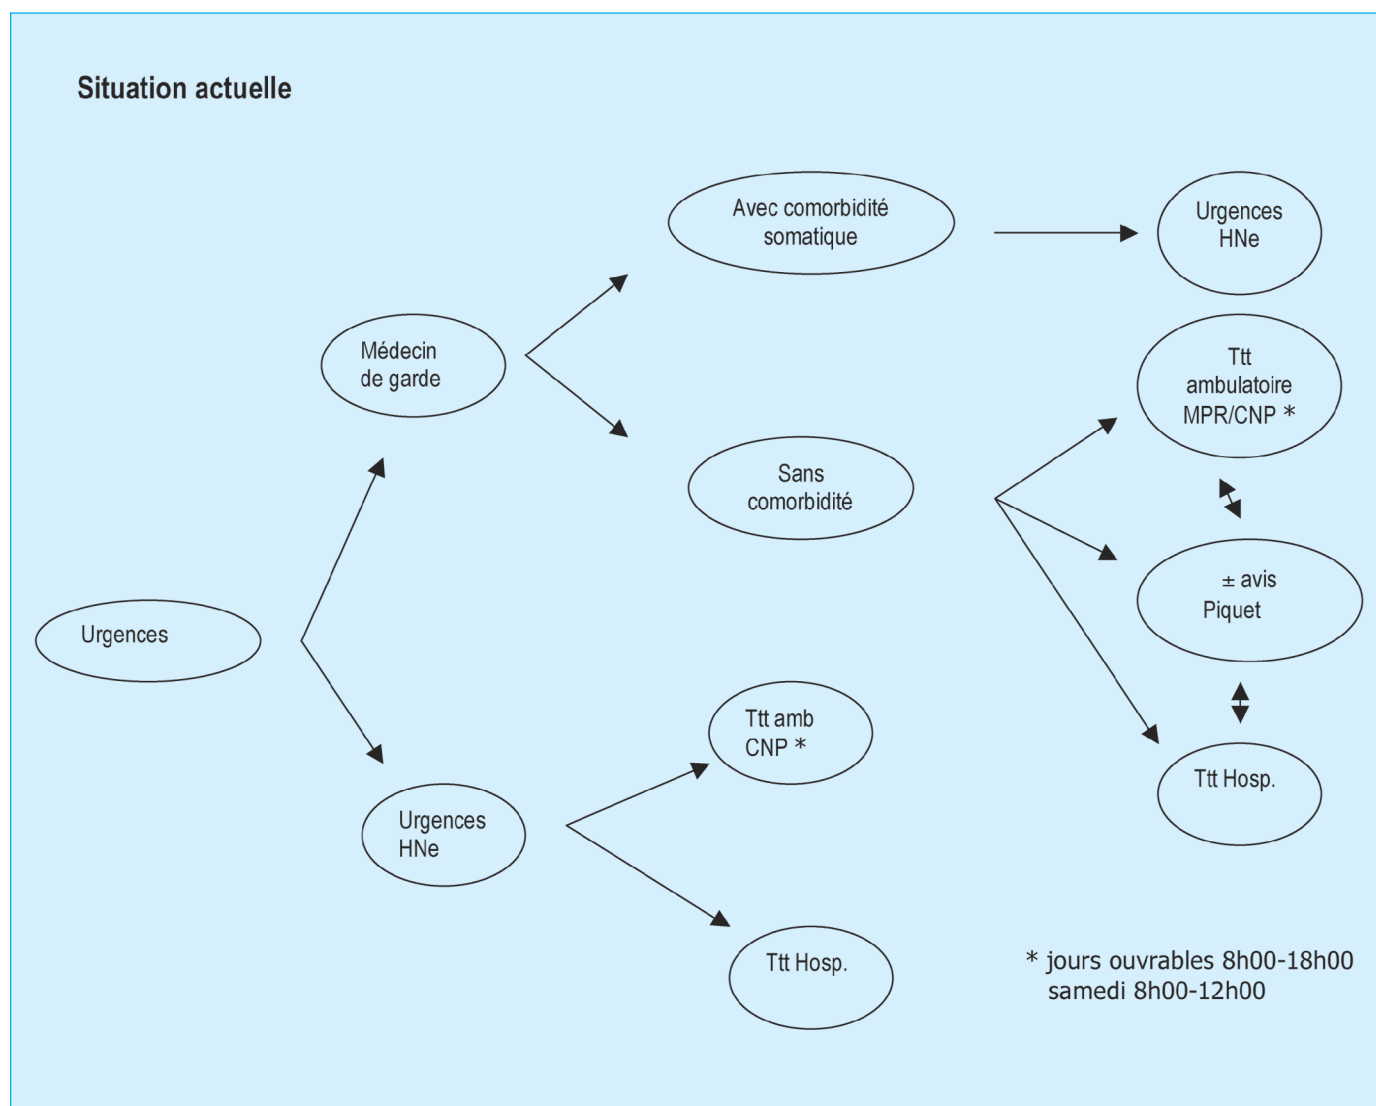 Situation actuelle
Avec comorbidité
somatique
Urgences
HNe
Médecin
de garde
Ttt
ambulatoire
MPR/CNP *
Sans
comorbidité
± avis
Piquet
Urgences
Ttt amb
CNP *
Ttt Hosp.
Urgences
HNe
Ttt Hosp.
* jours ouvrables 8h00-18h00
samedi 8h00-12h00